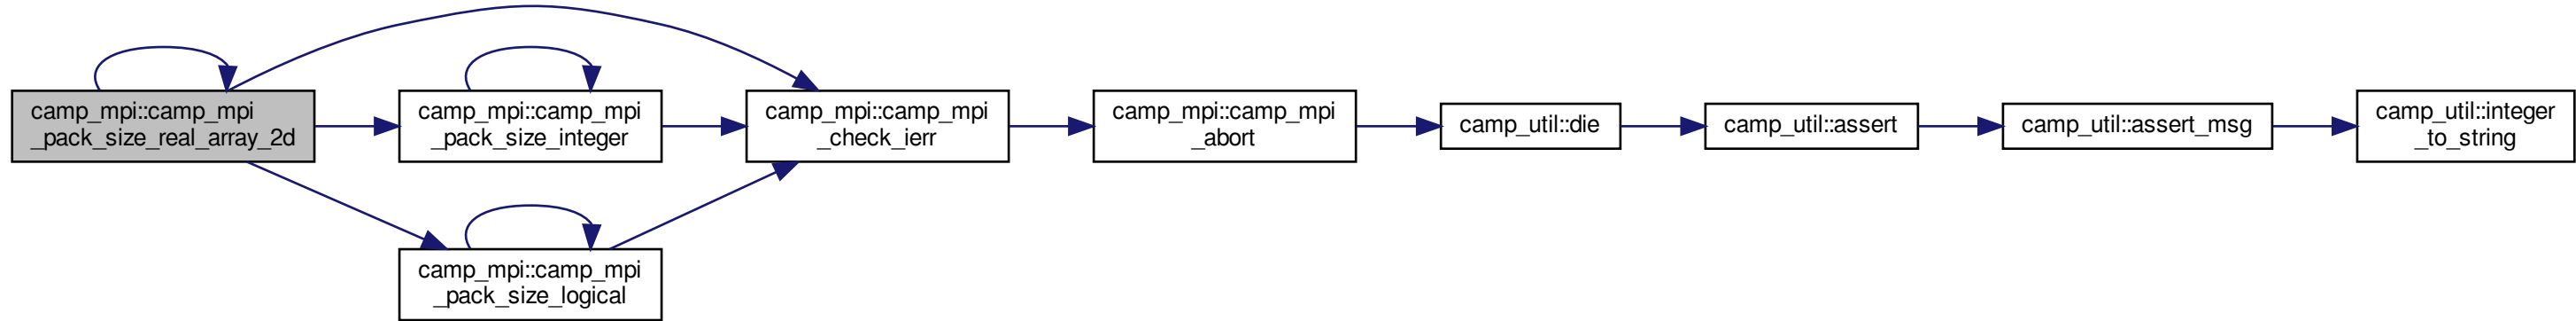 camp_mpi::camp_mpi
_pack_size_real_array_2d
camp_mpi::camp_mpi
_pack_size_integer
camp_mpi::camp_mpi
_check_ierr
camp_mpi::camp_mpi
_abort
camp_util::die
camp_util::assert
camp_util::assert_msg
camp_util::integer
_to_string
camp_mpi::camp_mpi
_pack_size_logical